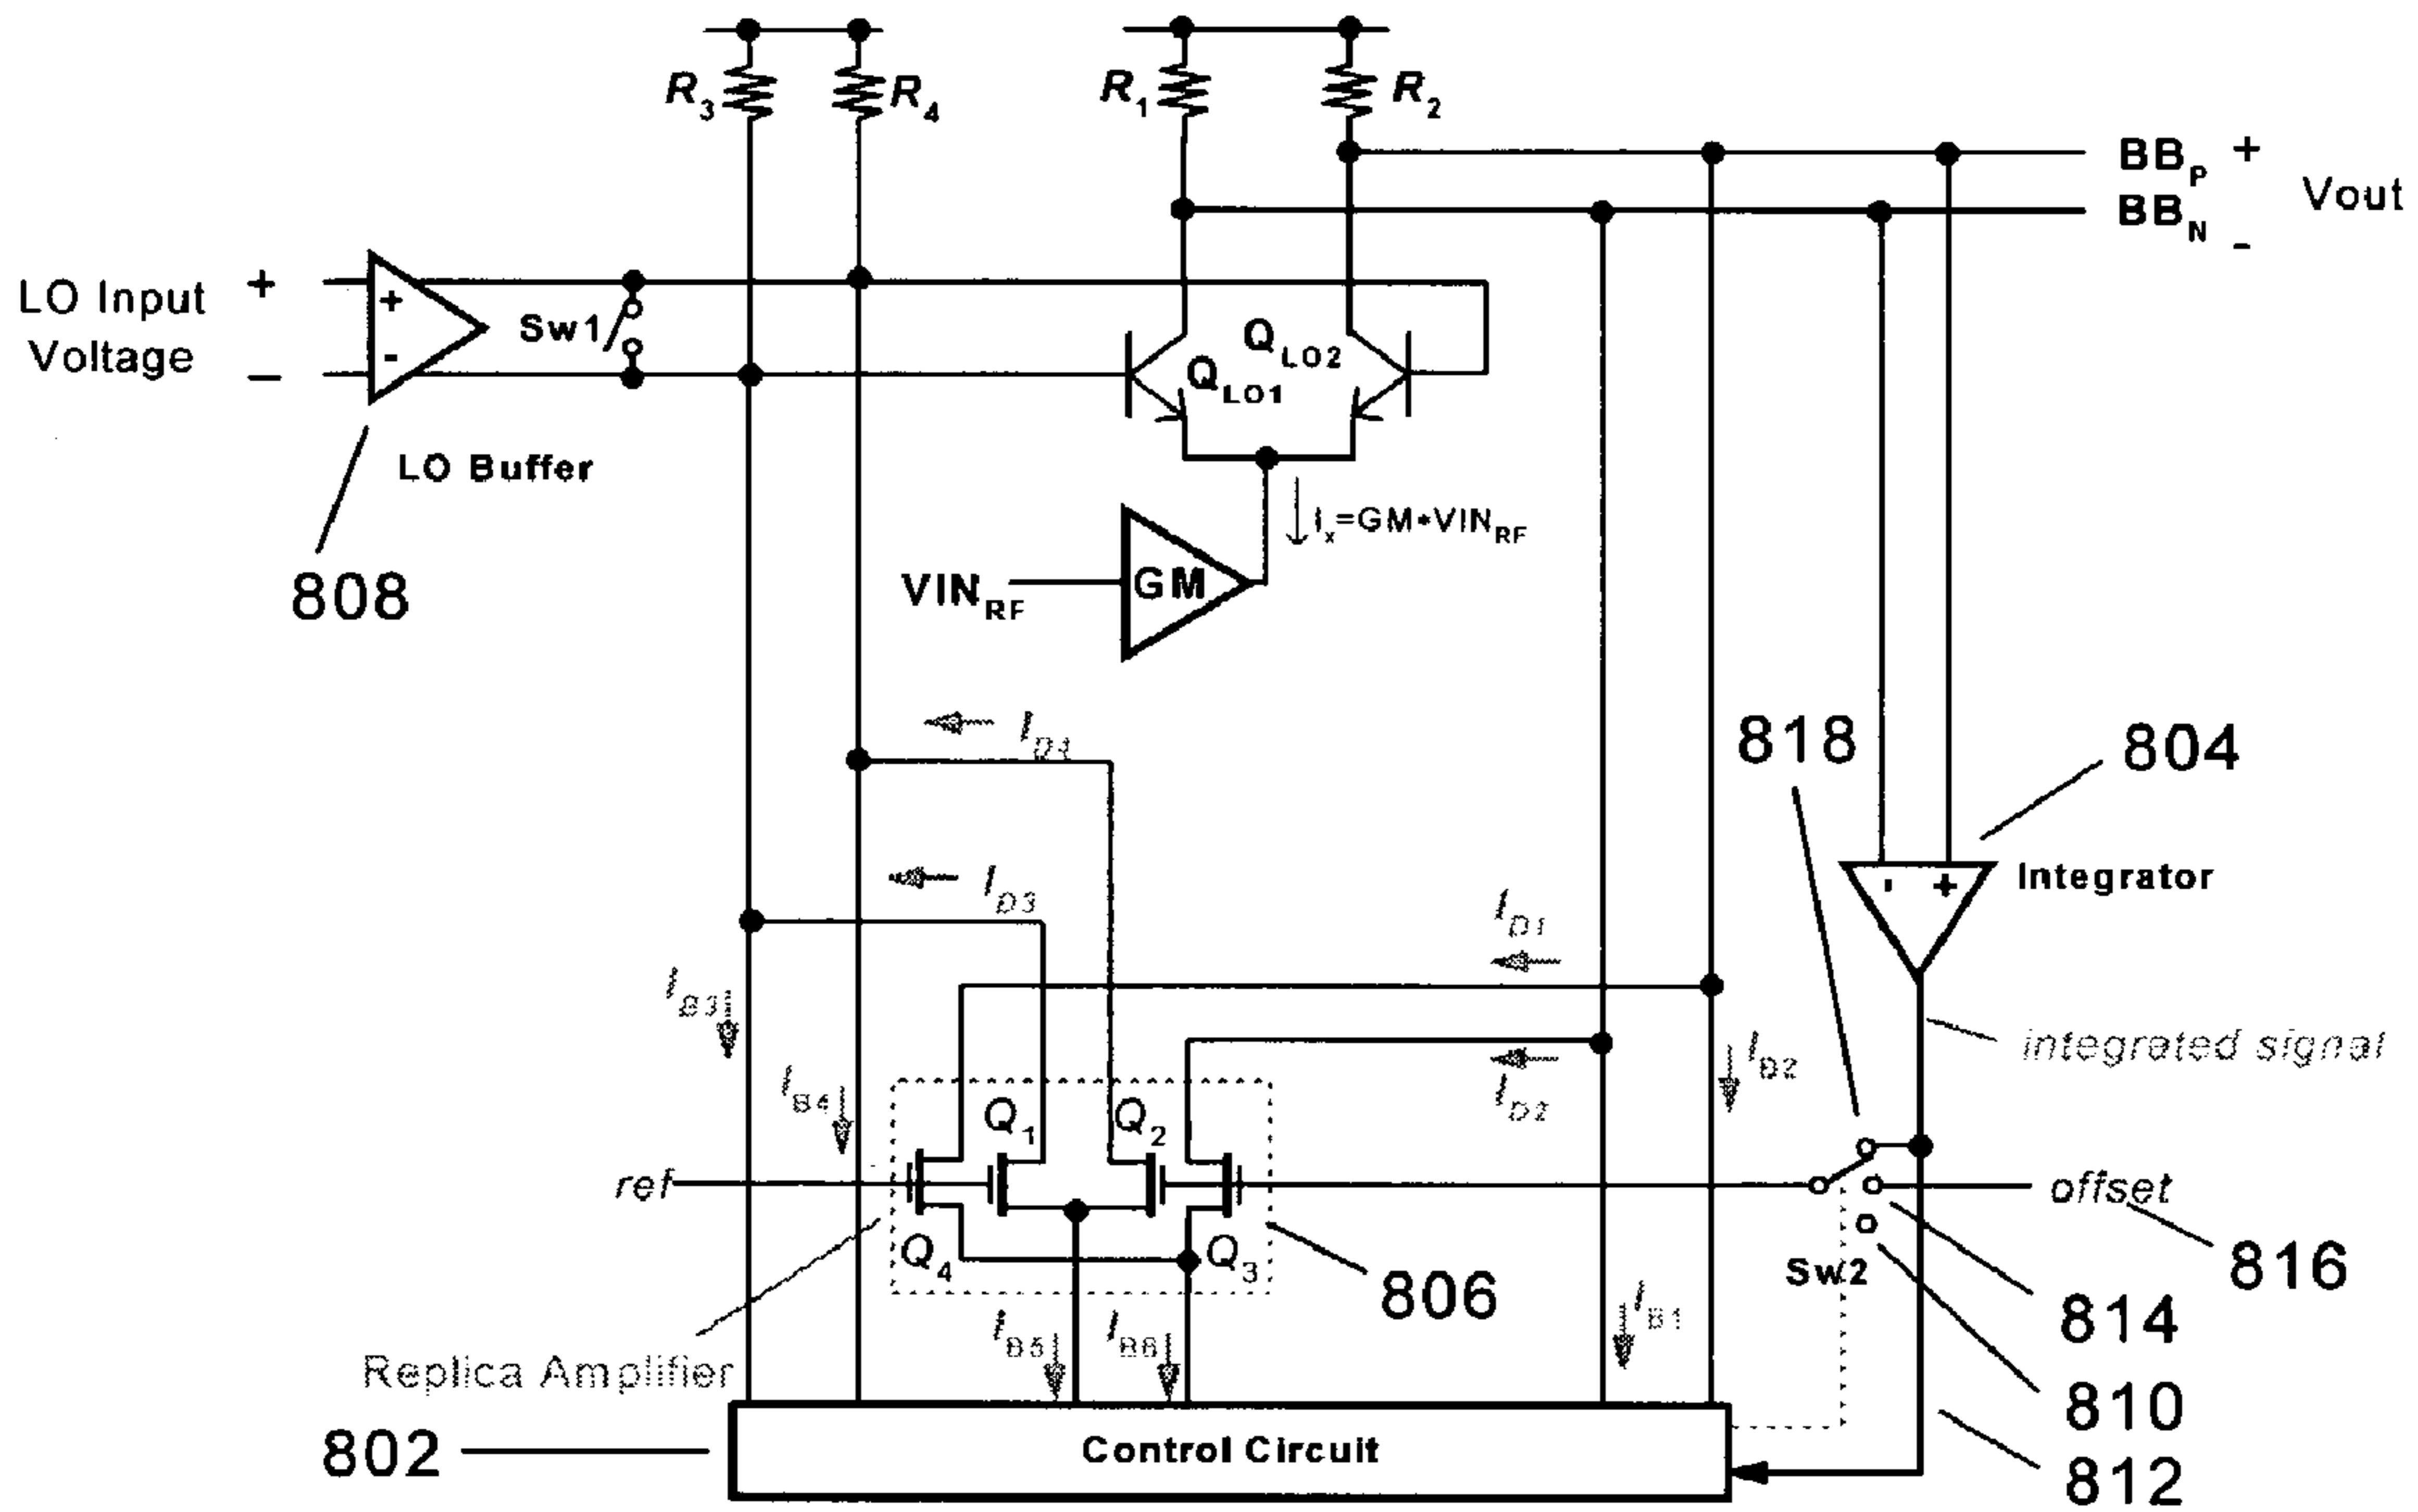 R3
R4
R1
R2
BBP +
BBN -
Vout
LO Input
Voltage
+
–
+
-
Sw1
QLO1
QLO2
LO Buffer
808
Ix=GM*VINRF
VINRF
GM
ID4
818
804
ID3
- +
Integrator
ID1
IB3
integrated signal
IB2
IB4
ID2
Q1
Q2
ref
offset
Q4
Q3
Sw2
816
806
814
IB5
IB6
IB1
Replica Amplifier
810
802
Control Circuit
812